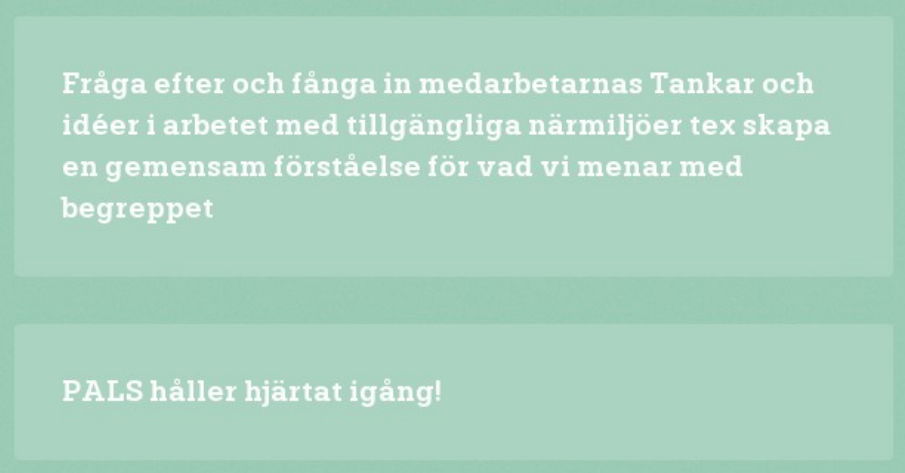 Fråga efter och fånga in medarbetarnas Tankar och
idéer i arbetet med tillgängliga närmiljöer tex skapa
en gemensam förståelse för vad vi menar med
begreppet
PALS håller hjärtat igång!